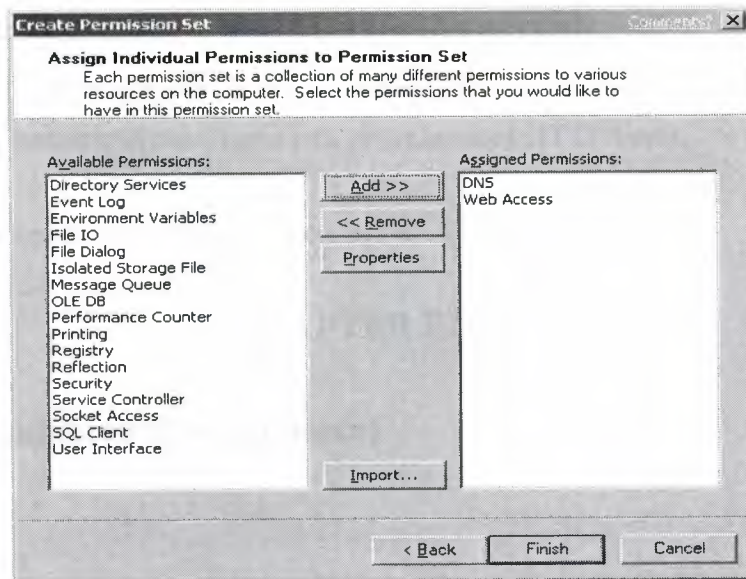 Create Permission Set
Comments?
Assign Individual Permissions to Permission Set
Each permission set is a collection of many different permissions to various
resources on the computer. Select the permissions that you would like to
have in this permission set.
Available Permissions:
Directory Services
Event Log
Environment Variables
File IO
File Dialog
Isolated Storage File
Message Queue
OLE DB
Performance Counter
Printing
Registry
Reflection
Security
Service Controller
Socket Access
SQL Client
User Interface
Add >>
<< Remove
Properties
Import...
Assigned Permissions:
DNS
Web Access
< Back
Finish
Cancel